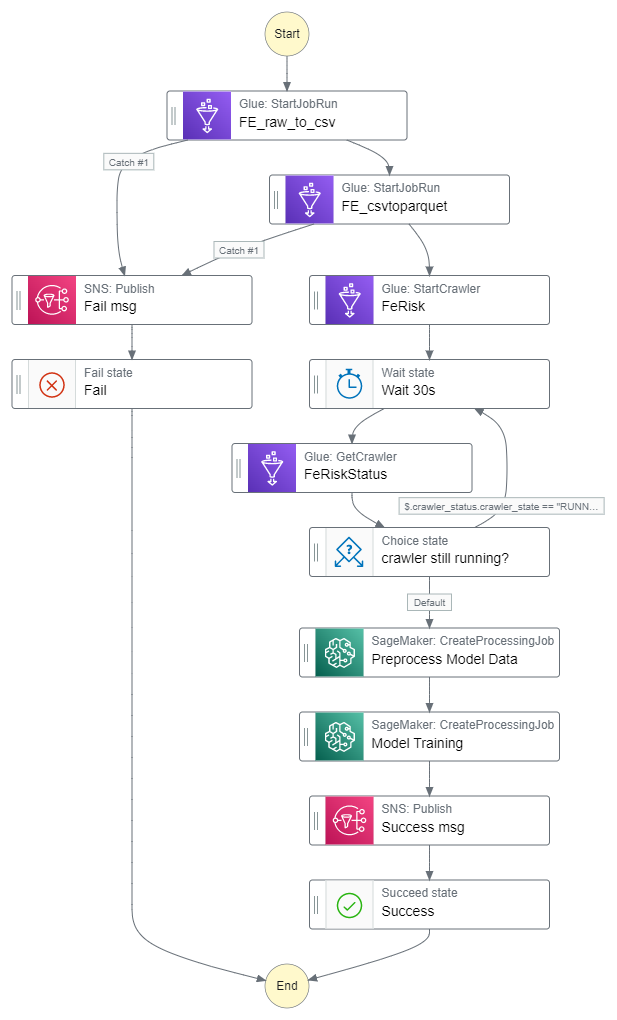 Start
Glue: StartJobRun
FE_raw_to_csv
Catch #1
Glue: StartJobRun
FE_csvtoparquet
Catch #1
SNS: Publish
Fail msg
Glue: StartCrawler
FeRisk
Fail state
Fail
Wait state
Wait 30s
Glue: GetCrawler
FeRiskStatus
$.crawler_status.crawler_state == "RUNN...
Choice state
crawler still running?
Default
SageMaker: CreateProcessingJob
Preprocess Model Data
SageMaker: CreateProcessingJob
Model Training
SNS: Publish
Success msg
Succeed state
Success
End